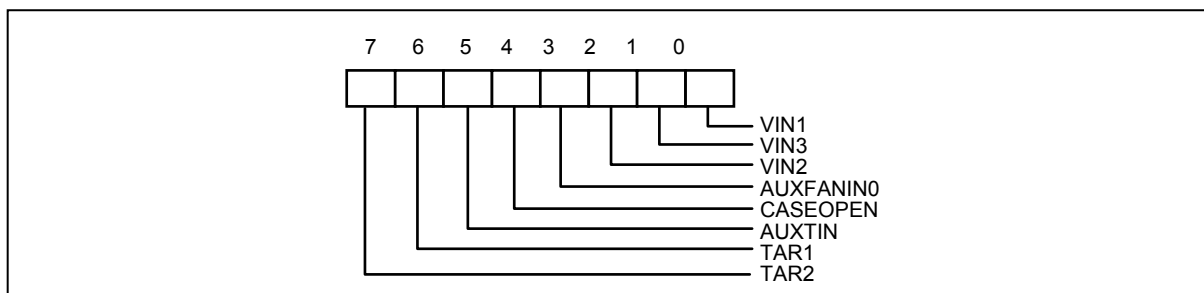 7 6 5 4 3 2 1 0
VIN1
VIN3
VIN2
AUXFANIN0
CASEOPEN
AUXTIN
TAR1
TAR2